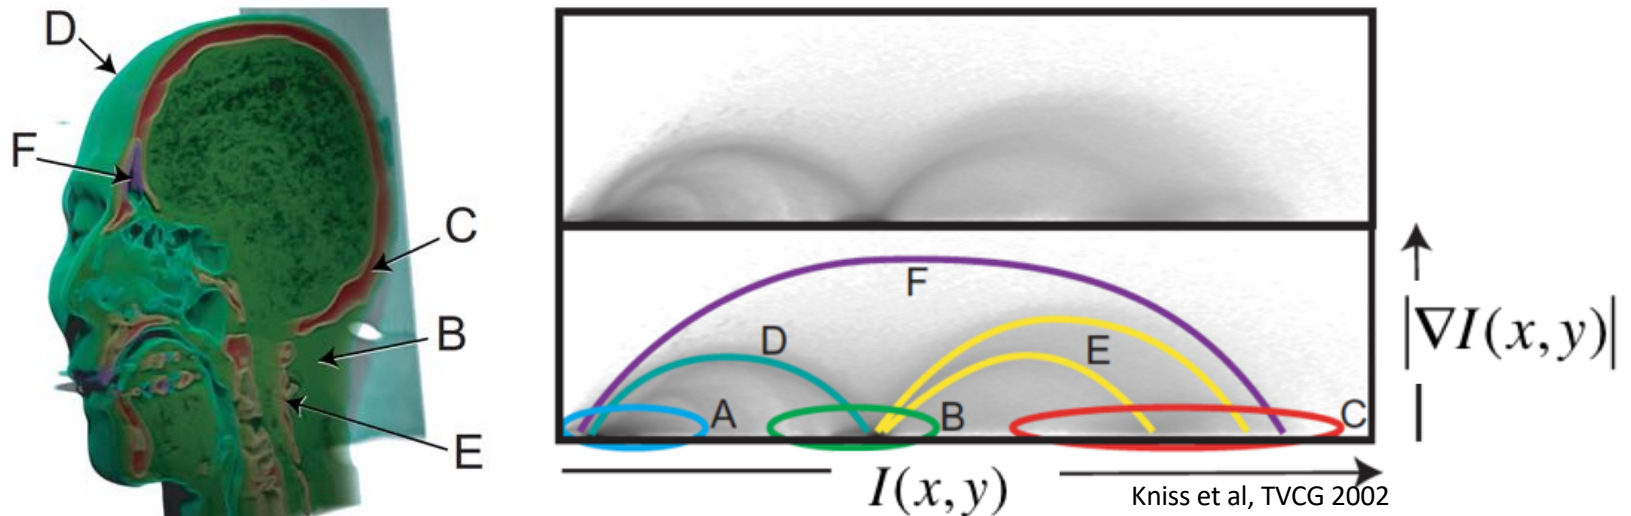 D
F
C
B
E
F
D
E
A
B
C
|∇I(x, y)|
I(x, y)
Kniss et al, TVCG 2002